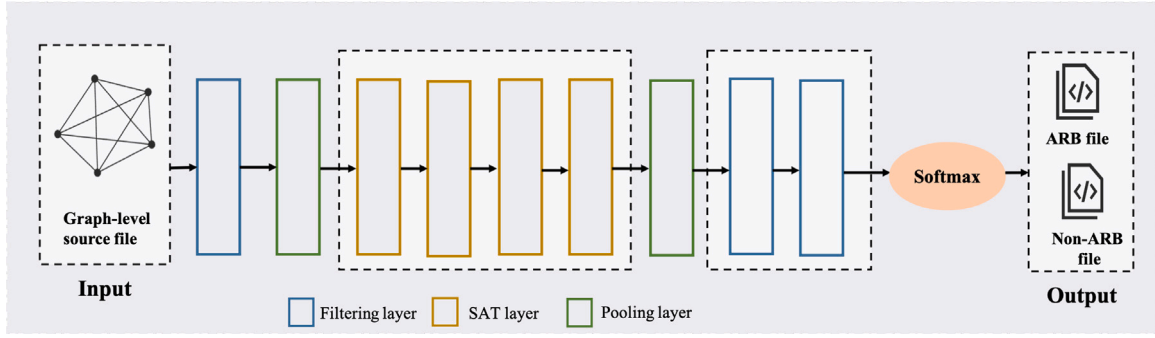 Graph-level
source file
Input
Softmax
ARB file
Non-ARB
file
Output
Filtering layer
SAT layer
Pooling layer